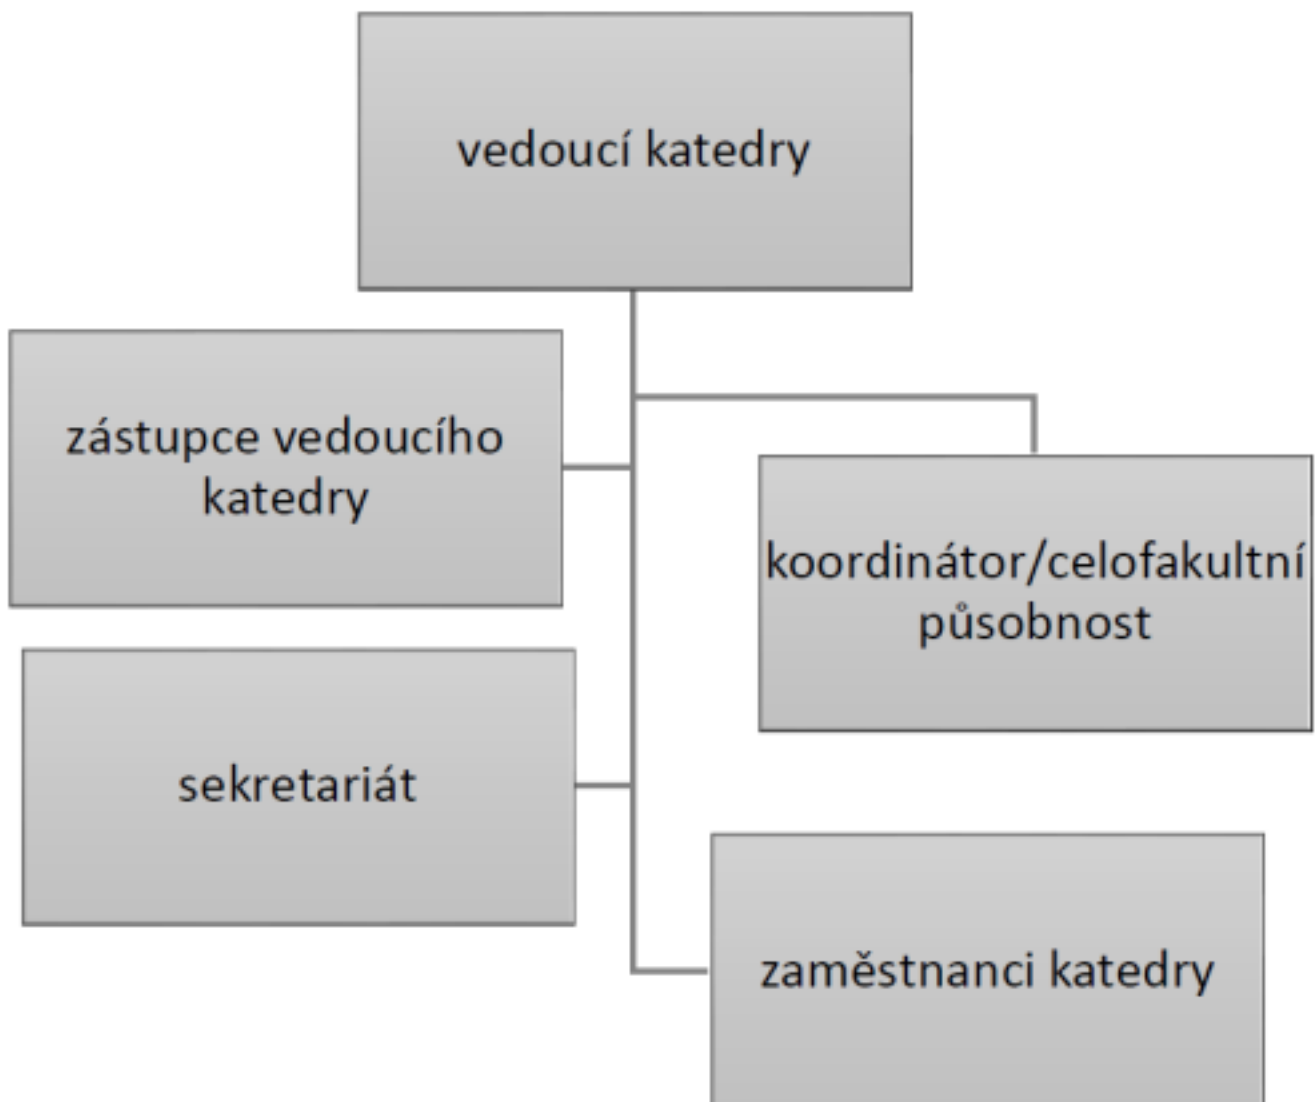 vedoucí katedry
zástupce vedoucího
katedry
koordinátor/celofakultní
působnost
sekretariát
zaměstnanci katedry